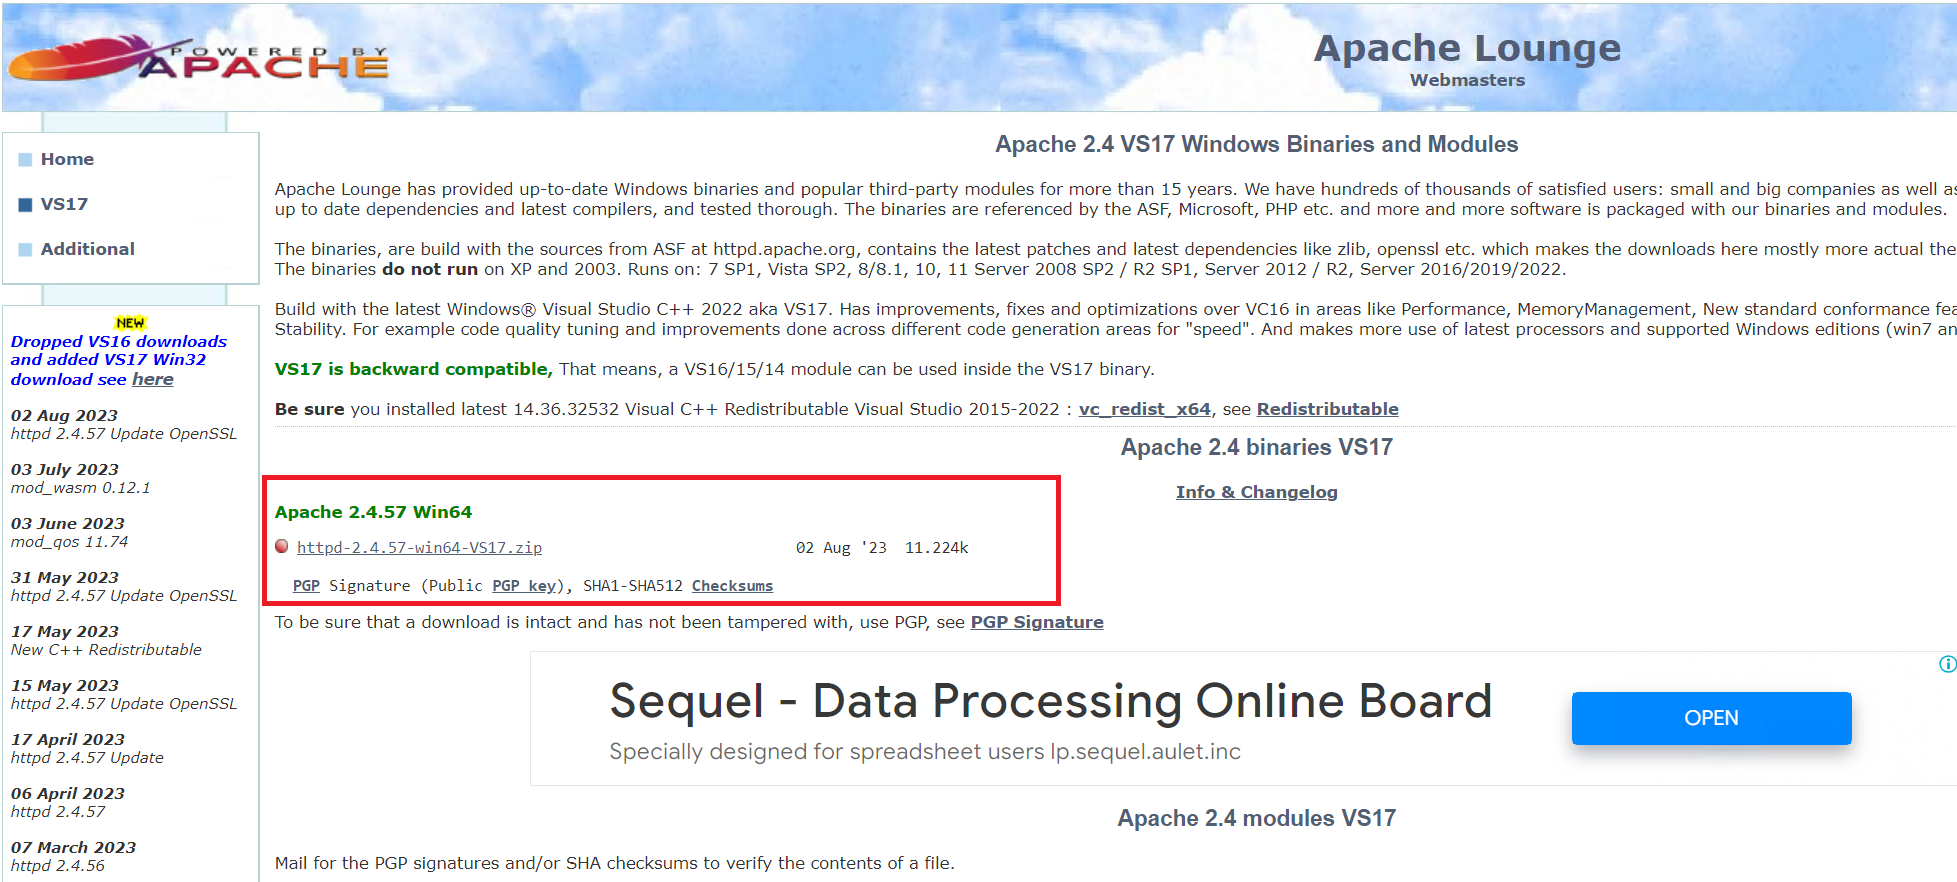 POWERED BY
APACHE
Apache Lounge
Webmasters
Home
VS17
Additional
NEW
Dropped VS16 downloads
and added VS17 Win32
download see here
02 Aug 2023
httpd 2.4.57 Update OpenSSL
03 July 2023
mod_wasm 0.12.1
03 June 2023
mod_qos 11.74
31 May 2023
httpd 2.4.57 Update OpenSSL
17 May 2023
New C++ Redistributable
15 May 2023
httpd 2.4.57 Update OpenSSL
17 April 2023
httpd 2.4.57 Update
06 April 2023
httpd 2.4.57
07 March 2023
httpd 2.4.56
Apache 2.4 VS17 Windows Binaries and Modules
Apache Lounge has provided up-to-date Windows binaries and popular third-party modules for more than 15 years. We have hundreds of thousands of satisfied users: small and big companies as well as
up to date dependencies and latest compilers, and tested thorough. The binaries are referenced by the ASF, Microsoft, PHP etc. and more and more software is packaged with our binaries and modules.
The binaries, are build with the sources from ASF at httpd.apache.org, contains the latest patches and latest dependencies like zlib, openssl etc. which makes the downloads here mostly more actual the
The binaries do not run on XP and 2003. Runs on: 7 SP1, Vista SP2, 8/8.1, 10, 11 Server 2008 SP2 / R2 SP1, Server 2012 / R2, Server 2016/2019/2022.
Build with the latest Windows® Visual Studio C++ 2022 aka VS17. Has improvements, fixes and optimizations over VC16 in areas like Performance, MemoryManagement, New standard conformance fea
Stability. For example code quality tuning and improvements done across different code generation areas for "speed". And makes more use of latest processors and supported Windows editions (win7 an
VS17 is backward compatible, That means, a VS16/15/14 module can be used inside the VS17 binary.
Be sure you installed latest 14.36.32532 Visual C++ Redistributable Visual Studio 2015-2022 : vc_redist_x64, see Redistributable
Apache 2.4 binaries VS17
Info & Changelog
Apache 2.4.57 Win64
httpd-2.4.57-win64-VS17.zip 02 Aug '23 11.224k
PGP Signature (Public PGP key), SHA1-SHA512 Checksums
To be sure that a download is intact and has not been tampered with, use PGP, see PGP Signature
Sequel - Data Processing Online Board
Specially designed for spreadsheet users lp.sequel.aulet.inc
OPEN
Apache 2.4 modules VS17
Mail for the PGP signatures and/or SHA checksums to verify the contents of a file.